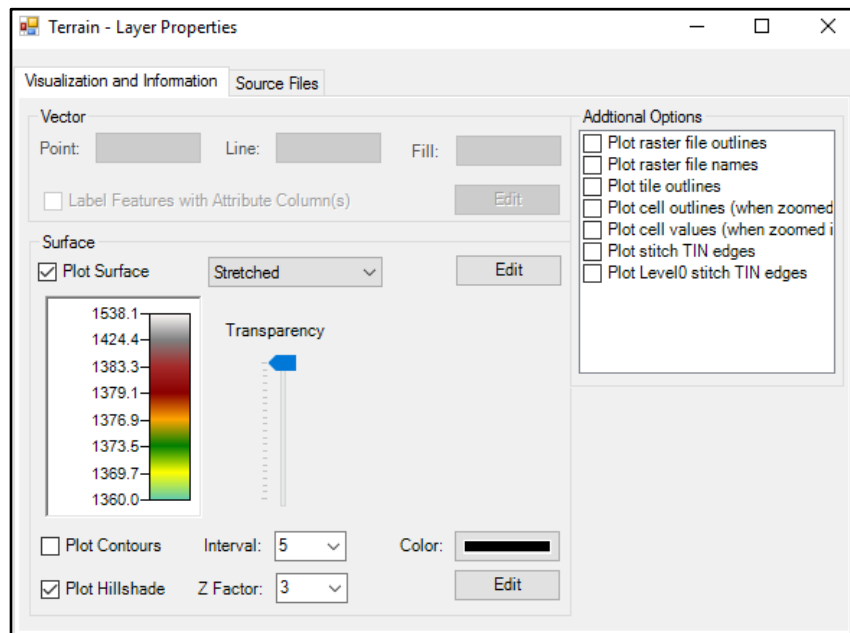 Terrain - Layer Properties
Visualization and Information
Source Files
Vector
Point:
Line:
Fill:
Label Features with Attribute Column(s)
Edit
Surface
Plot Surface
Stretched
Edit
1538.1
1424.4
1383.3
1379.1
1376.9
1373.5
1369.7
1360.0
Transparency
Plot Contours
Interval:
5
Color:
Plot Hillshade
Z Factor:
3
Edit
Addtional Options
Plot raster file outlines
Plot raster file names
Plot tile outlines
Plot cell outlines (when zoomed
Plot cell values (when zoomed i
Plot stitch TIN edges
Plot Level0 stitch TIN edges